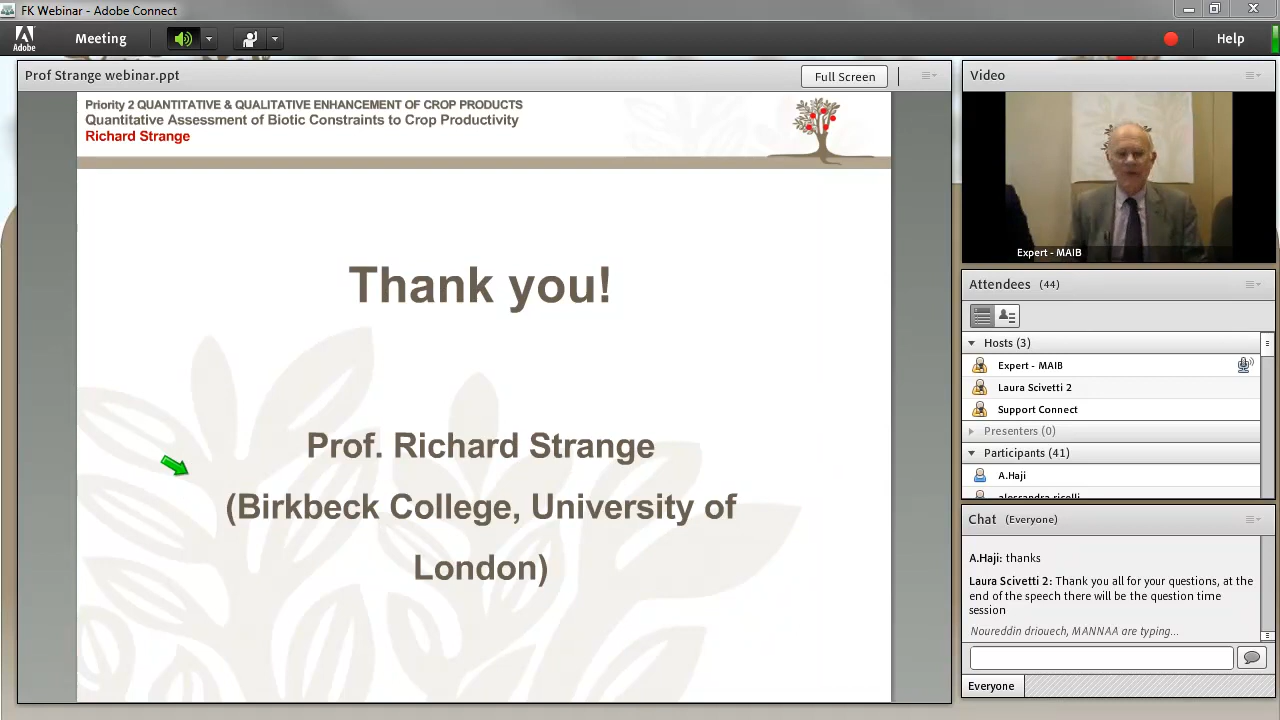 FK Webinar - Adobe Connect
Adobe
Meeting
Help
Prof Strange webinar.ppt
Full Screen
Priority 2 QUANTITATIVE & QUALITATIVE ENHANCEMENT OF CROP PRODUCTS
Quantitative Assessment of Biotic Constraints to Crop Productivity
Richard Strange
Thank you!
Prof. Richard Strange
(Birkbeck College, University of
London)
Video
Expert - MAIB
Attendees (44)
Hosts (3)
Expert - MAIB
Laura Scivetti 2
Support Connect
Presenters (0)
Participants (41)
A.Haji
alessandra ricelli
Chat (Everyone)
A.Haji: thanks
Laura Scivetti 2: Thank you all for your questions, at the
end of the speech there will be the question time
session
Noureddin driouech, MANNAA are typing...
Everyone